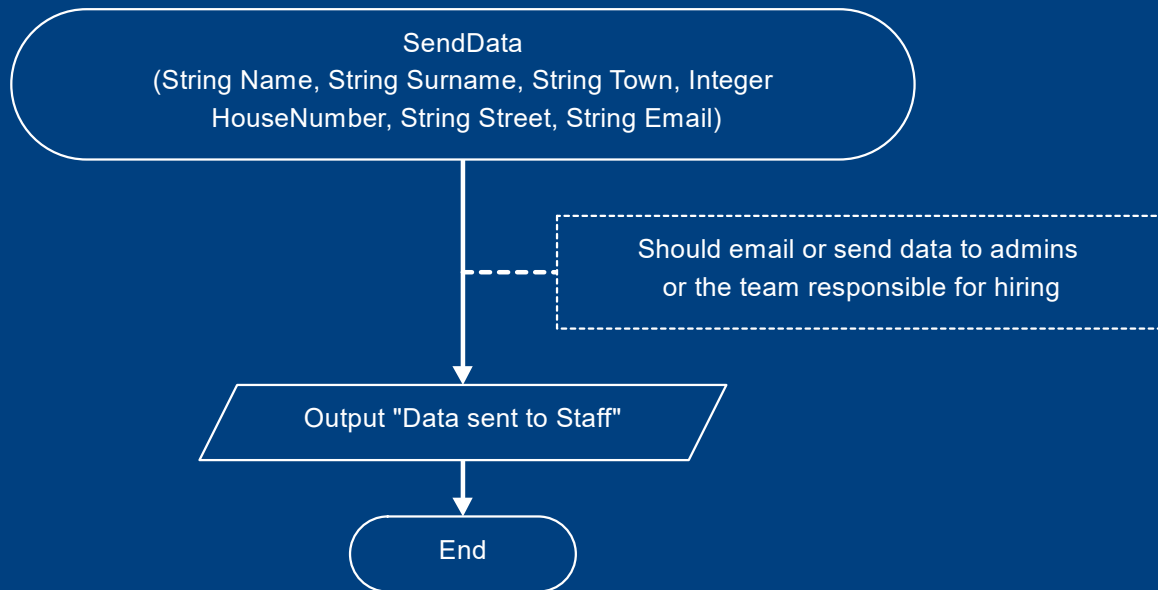 SendData
(String Name, String Surname, String Town, Integer
HouseNumber, String Street, String Email)
Should email or send data to admins
or the team responsible for hiring
Output "Data sent to Staff"
End